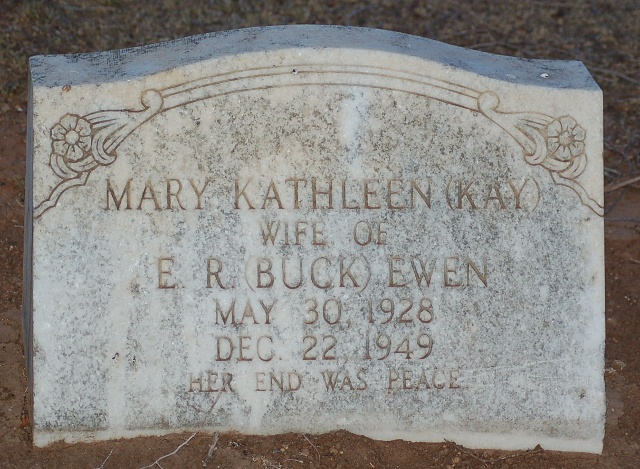 MARY KATHLEEN (KAY)
WIFE OF
E. R. (BUCK) EWEN
MAY 30, 1928
DEC. 22, 1949
HER END WAS PEACE.